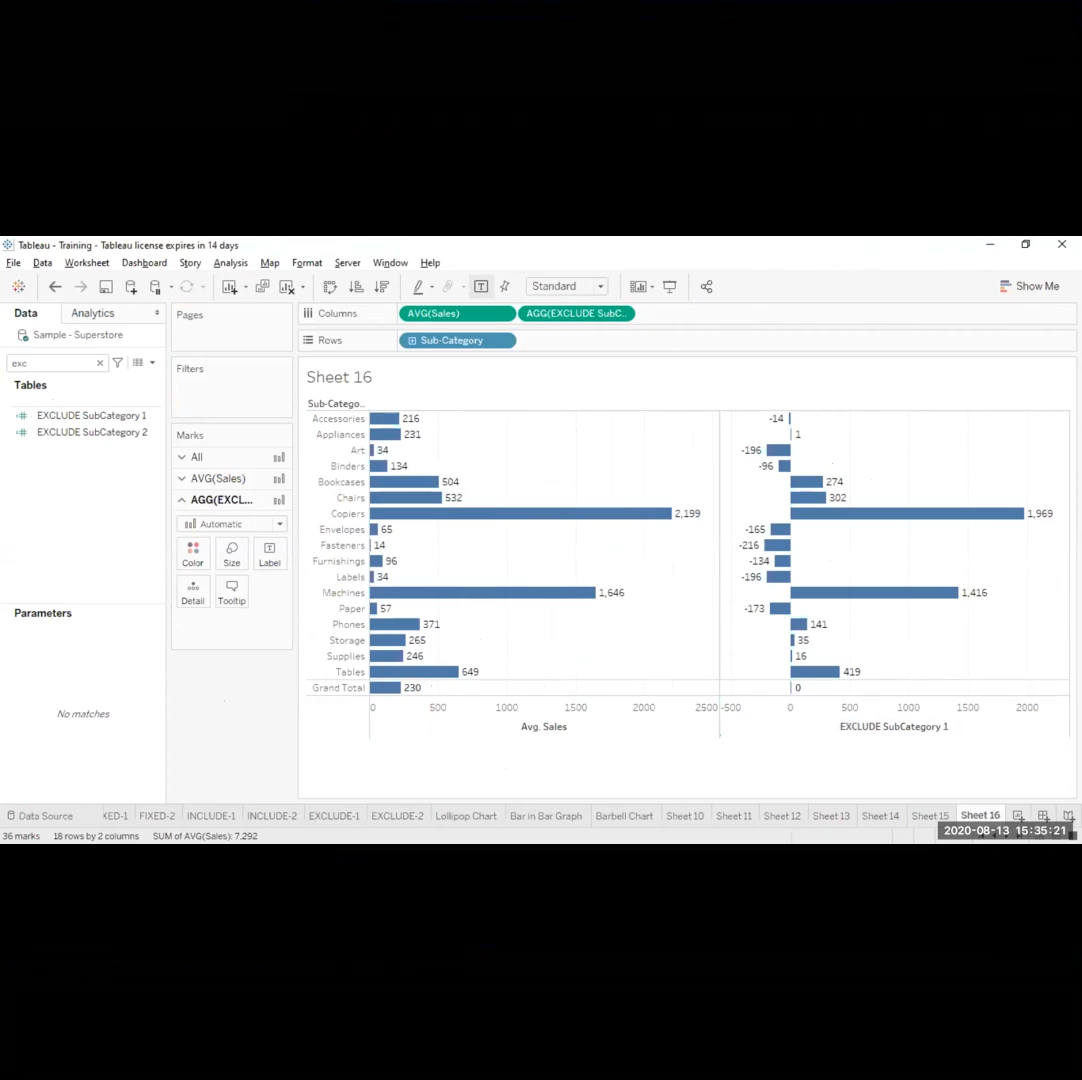 Tableau - Training - Tableau license expires in 14 days
File Data Worksheet Dashboard Story Analysis Map Format Server Window Help
Standard
Show Me
Data Analytics
Sample - Superstore
exc
Tables
EXCLUDE SubCategory 1
EXCLUDE SubCategory 2
Parameters
No matches
Pages
Filters
Marks
All
AVG(Sales)
AGG(EXCL...
Automatic
Color Size Label
Detail Tooltip
Columns AVG(Sales) AGG(EXCLUDE SubC..
Rows Sub-Category
Sheet 16
Sub-Catego..
Accessories 216 -14
Appliances 231 1
Art 34 -196
Binders 134 -96
Bookcases 504 274
Chairs 532 302
Copiers 2,199 1,969
Envelopes 65 -165
Fasteners 14 -216
Furnishings 96 -134
Labels 34 -196
Machines 1,646 1,416
Paper 57 -173
Phones 371 141
Storage 265 35
Supplies 246 16
Tables 649 419
Grand Total 230 0
0 500 1000 1500 2000 2500 -500 0 500 1000 1500 2000
Avg. Sales EXCLUDE SubCategory 1
Data Source KED-1 FIXED-2 INCLUDE-1 INCLUDE-2 EXCLUDE-1 EXCLUDE-2 Lollipop Chart Bar in Bar Graph Barbell Chart Sheet 10 Sheet 11 Sheet 12 Sheet 13 Sheet 14 Sheet 15 Sheet 16
36 marks 18 rows by 2 columns SUM of AVG(Sales): 7,292
2020-08-13 15:35:21